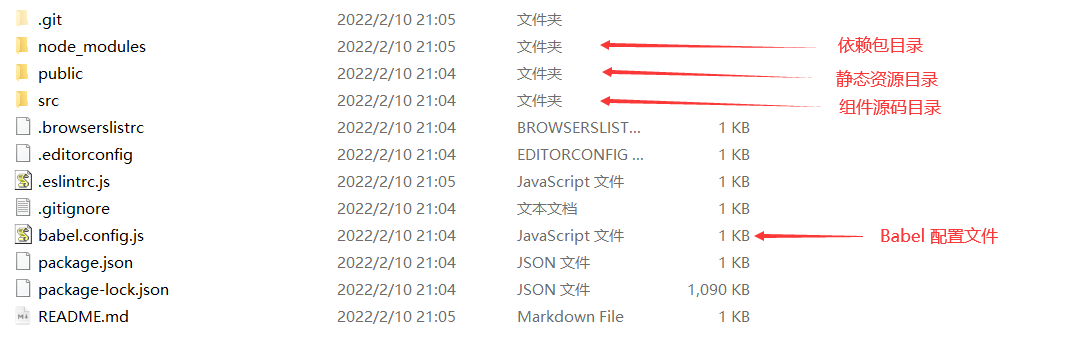 .git 2022/2/10 21:05 文件夹
node_modules 2022/2/10 21:05 文件夹 依赖包目录
public 2022/2/10 21:04 文件夹 静态资源目录
src 2022/2/10 21:04 文件夹 组件源码目录
.browserslistrc 2022/2/10 21:04 BROWSERSLIST... 1 KB
.editorconfig 2022/2/10 21:04 EDITORCONFIG ... 1 KB
.eslintrc.js 2022/2/10 21:05 JavaScript 文件 1 KB
.gitignore 2022/2/10 21:04 文本文档 1 KB
babel.config.js 2022/2/10 21:04 JavaScript 文件 1 KB Babel 配置文件
package.json 2022/2/10 21:04 JSON 文件 1 KB
package-lock.json 2022/2/10 21:04 JSON 文件 1,090 KB
README.md 2022/2/10 21:05 Markdown File 1 KB